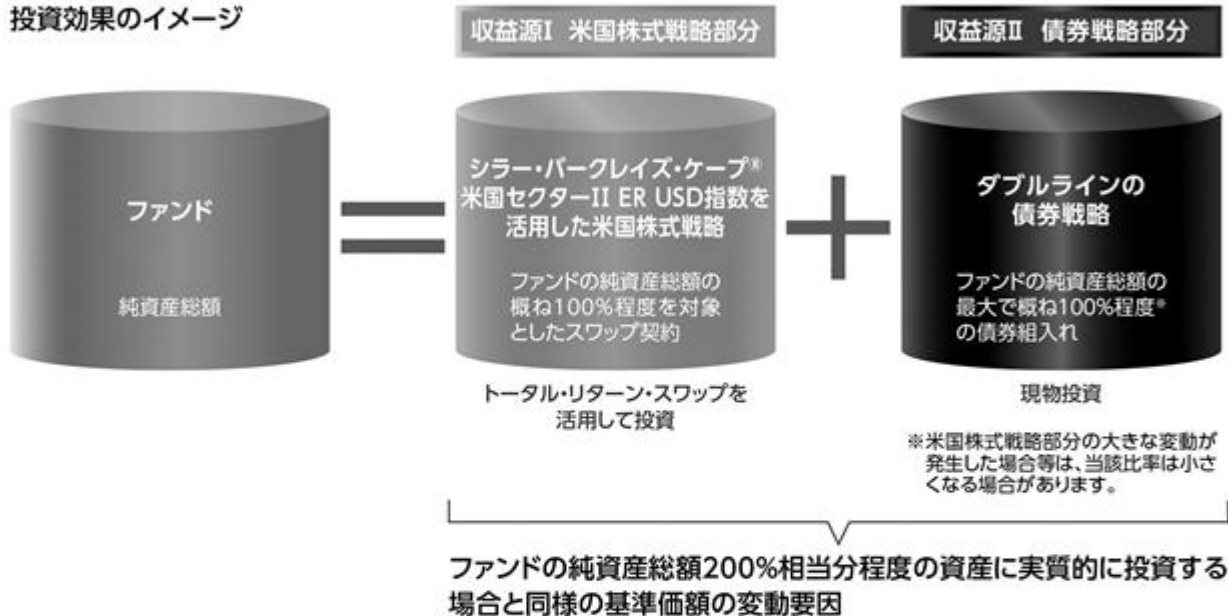 投資効果のイメージ
収益源Ⅰ 米国株式戦略部分
収益源Ⅱ 債券戦略部分
ファンド
純資産総額
シラー・バークレイズ・ケープ®
米国セクターII ER USD指数を
活用した米国株式戦略
ファンドの純資産総額の
概ね100%程度を対象
としたスワップ契約
ダブルラインの
債券戦略
ファンドの純資産総額の
最大で概ね100%程度※
の債券組入れ
トータル・リターン・スワップを
活用して投資
現物投資
※米国株式戦略部分の大きな変動が
発生した場合等は、当該比率は小さ
くなる場合があります。
ファンドの純資産総額200%相当分程度の資産に実質的に投資する
場合と同様の基準価額の変動要因